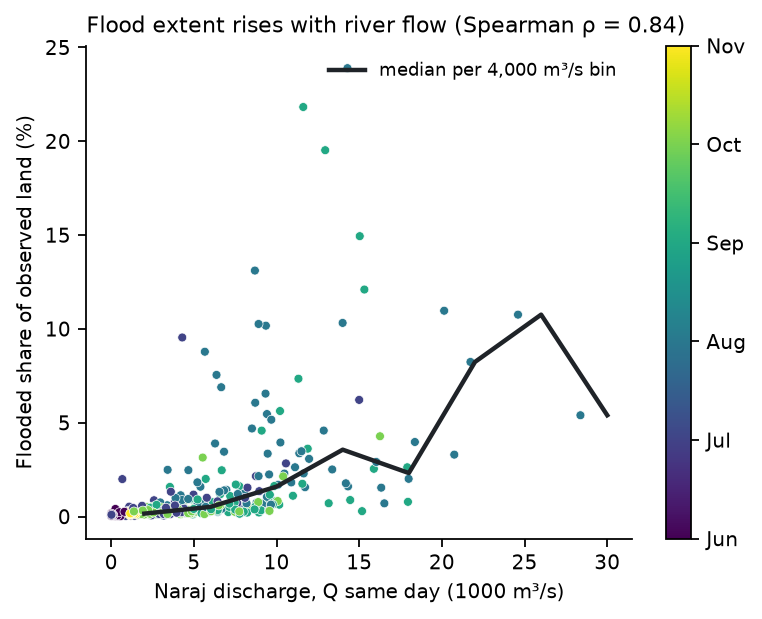 Flood extent rises with river flow (Spearman ρ = 0.84)
median per 4,000 m³/s bin
Flooded share of observed land (%)
25
20
15
10
5
0
0 5 10 15 20 25 30
Naraj discharge, Q same day (1000 m³/s)
Nov
Oct
Sep
Aug
Jul
Jun